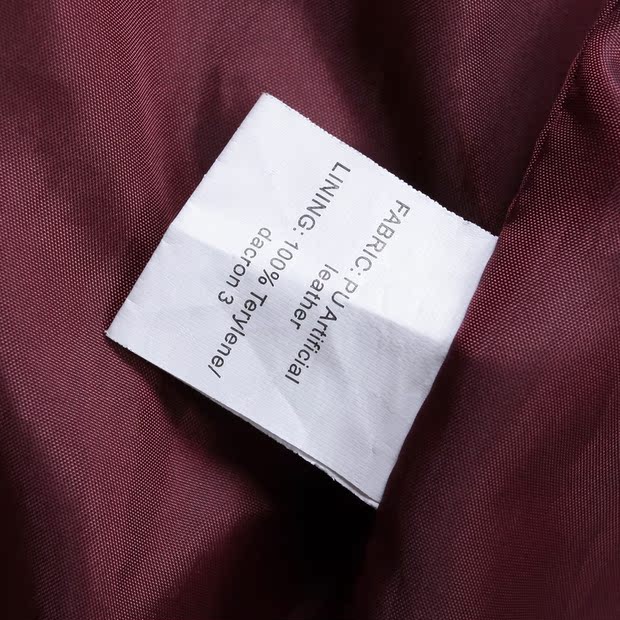 FABRIC: PU Artificial
leather
LINING: 100% Terylene/
dacron 3